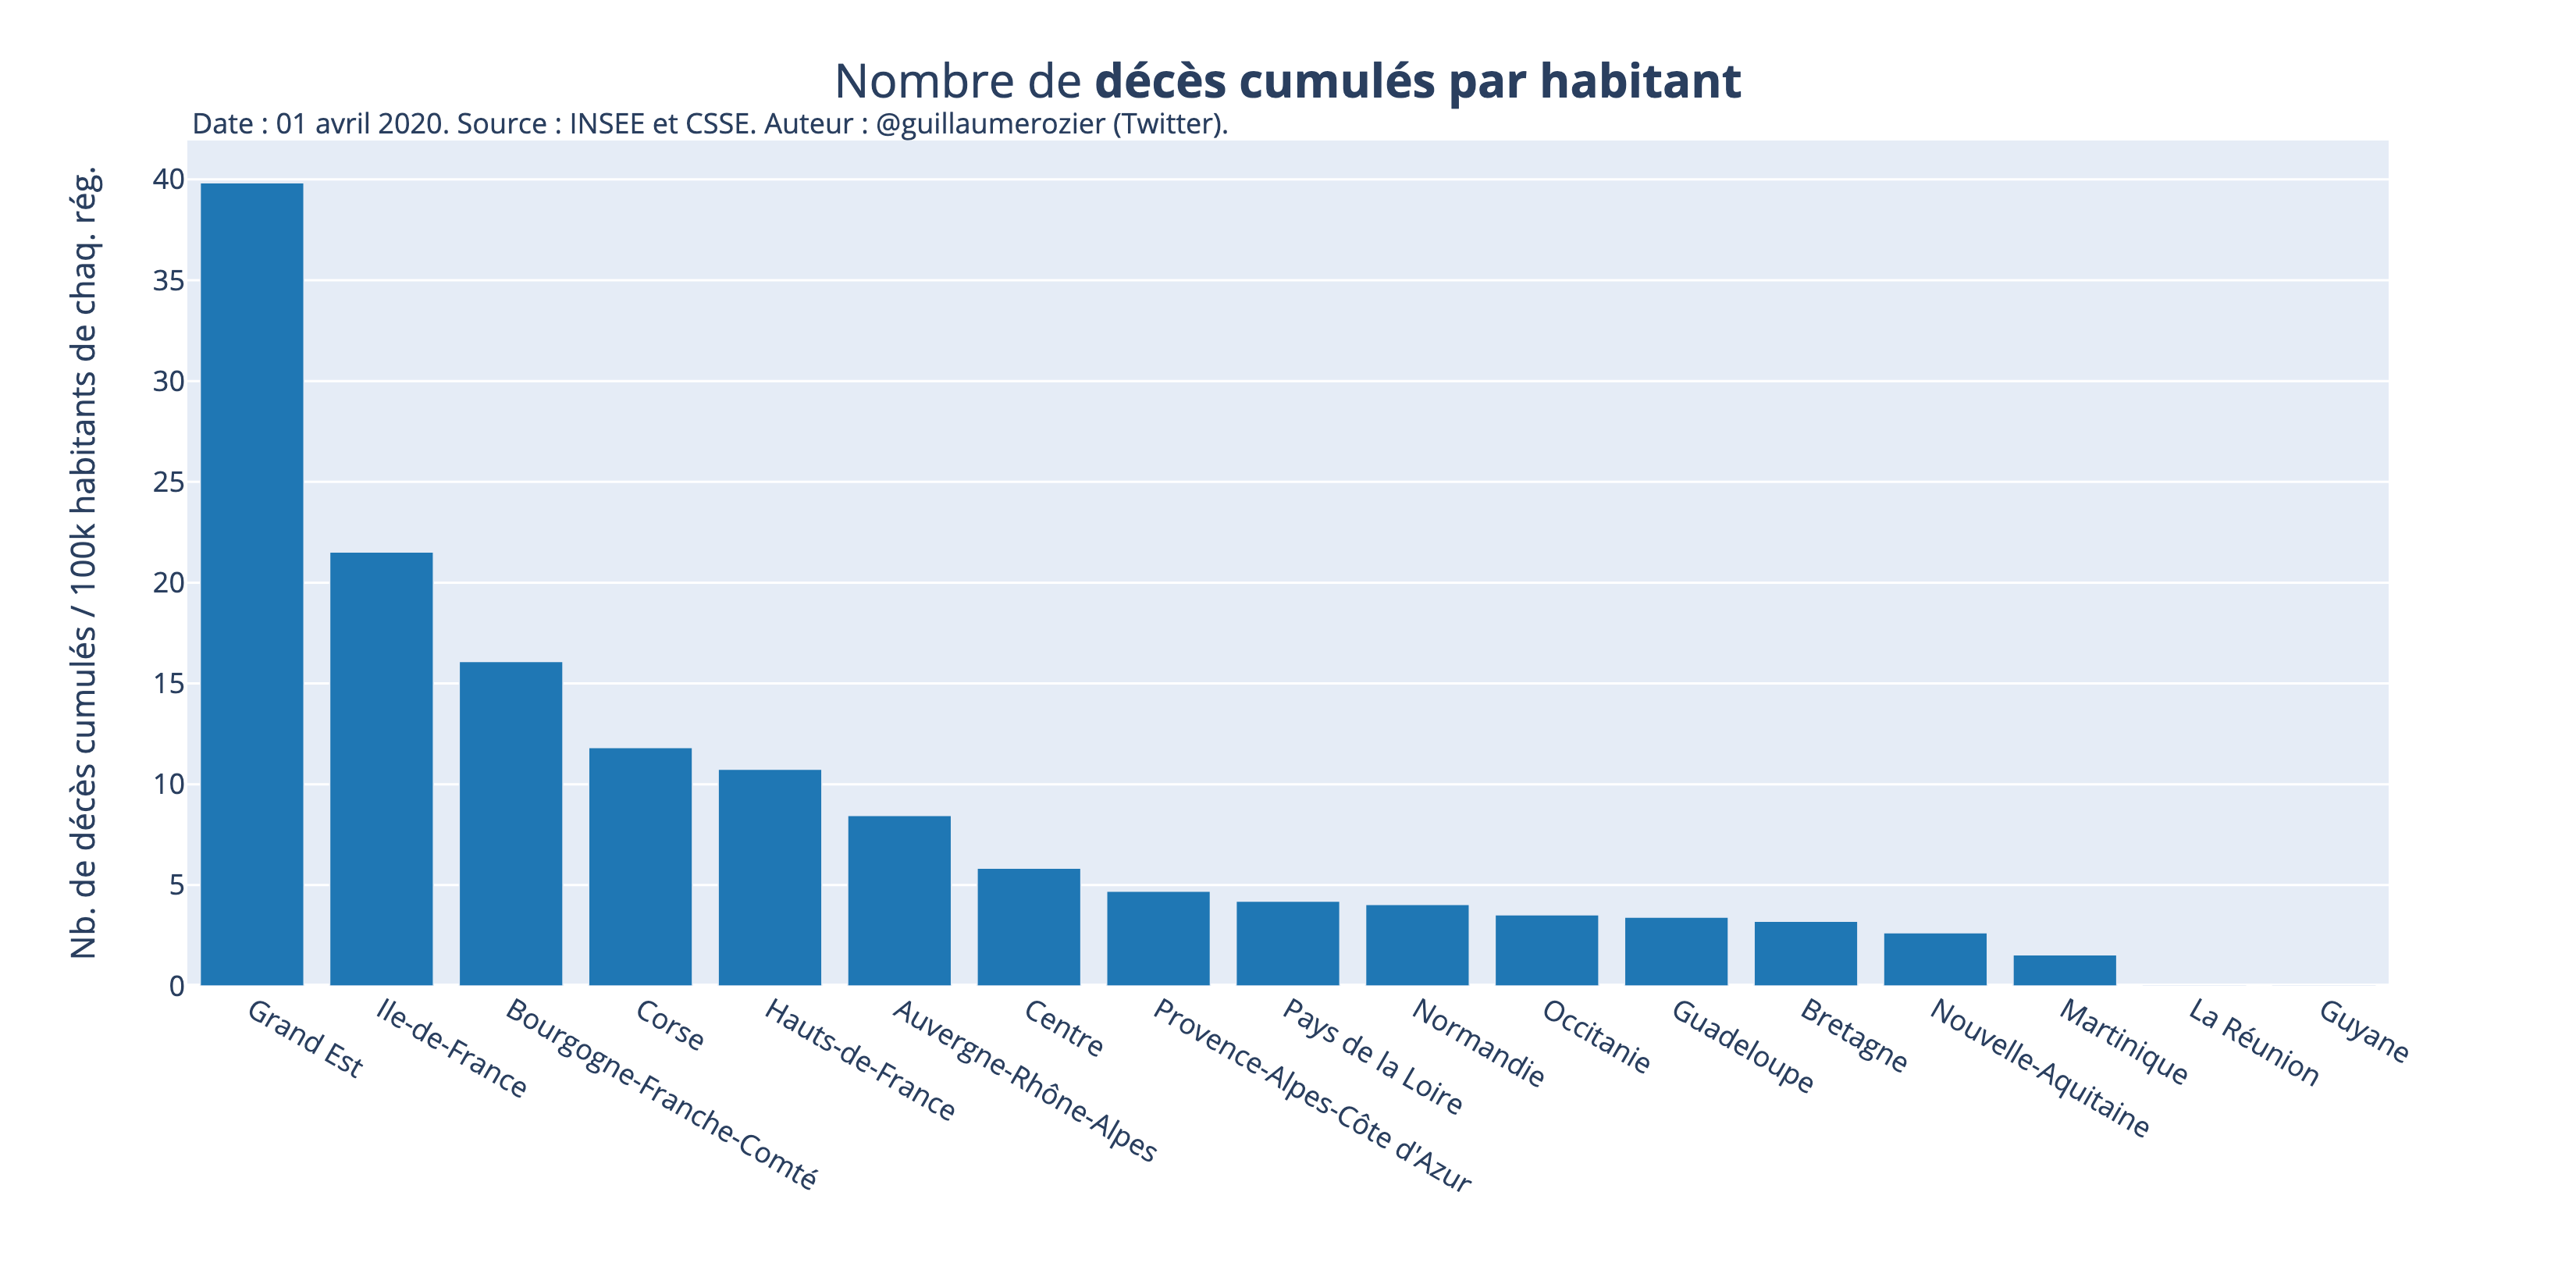 Nombre de décès cumulés par habitant
Date : 01 avril 2020. Source : INSEE et CSSE. Auteur : @guillaumerozier (Twitter).
Nb. de décès cumulés / 100k habitants de chaq. rég.
40
35
30
25
20
15
10
5
0
Grand Est
Ile-de-France
Bourgogne-Franche-Comté
Corse
Hauts-de-France
Auvergne-Rhône-Alpes
Centre
Provence-Alpes-Côte d'Azur
Pays de la Loire
Normandie
Occitanie
Guadeloupe
Bretagne
Nouvelle-Aquitaine
Martinique
La Réunion
Guyane